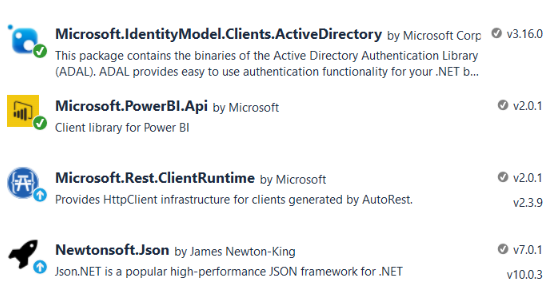 Microsoft.IdentityModel.Clients.ActiveDirectory by Microsoft Corp v3.16.0
This package contains the binaries of the Active Directory Authentication Library
(ADAL). ADAL provides easy to use authentication functionality for your .NET b...
Microsoft.PowerBI.Api by Microsoft v2.0.1
Client library for Power BI
Microsoft.Rest.ClientRuntime by Microsoft v2.0.1
Provides HttpClient infrastructure for clients generated by AutoRest. v2.3.9
Newtonsoft.Json by James Newton-King v7.0.1
Json.NET is a popular high-performance JSON framework for .NET v10.0.3